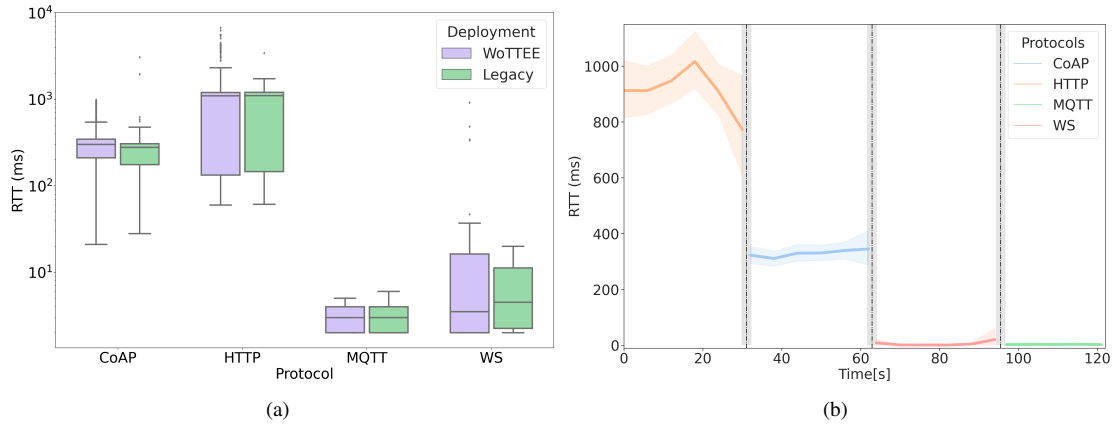 10⁴
10³
10²
10¹
RTT (ms)
Deployment
WoTTEE
Legacy
CoAP HTTP MQTT WS
Protocol
(a)
1000
800
600
400
200
0
RTT (ms)
Protocols
CoAP
HTTP
MQTT
WS
0 20 40 60 80 100 120
Time[s]
(b)